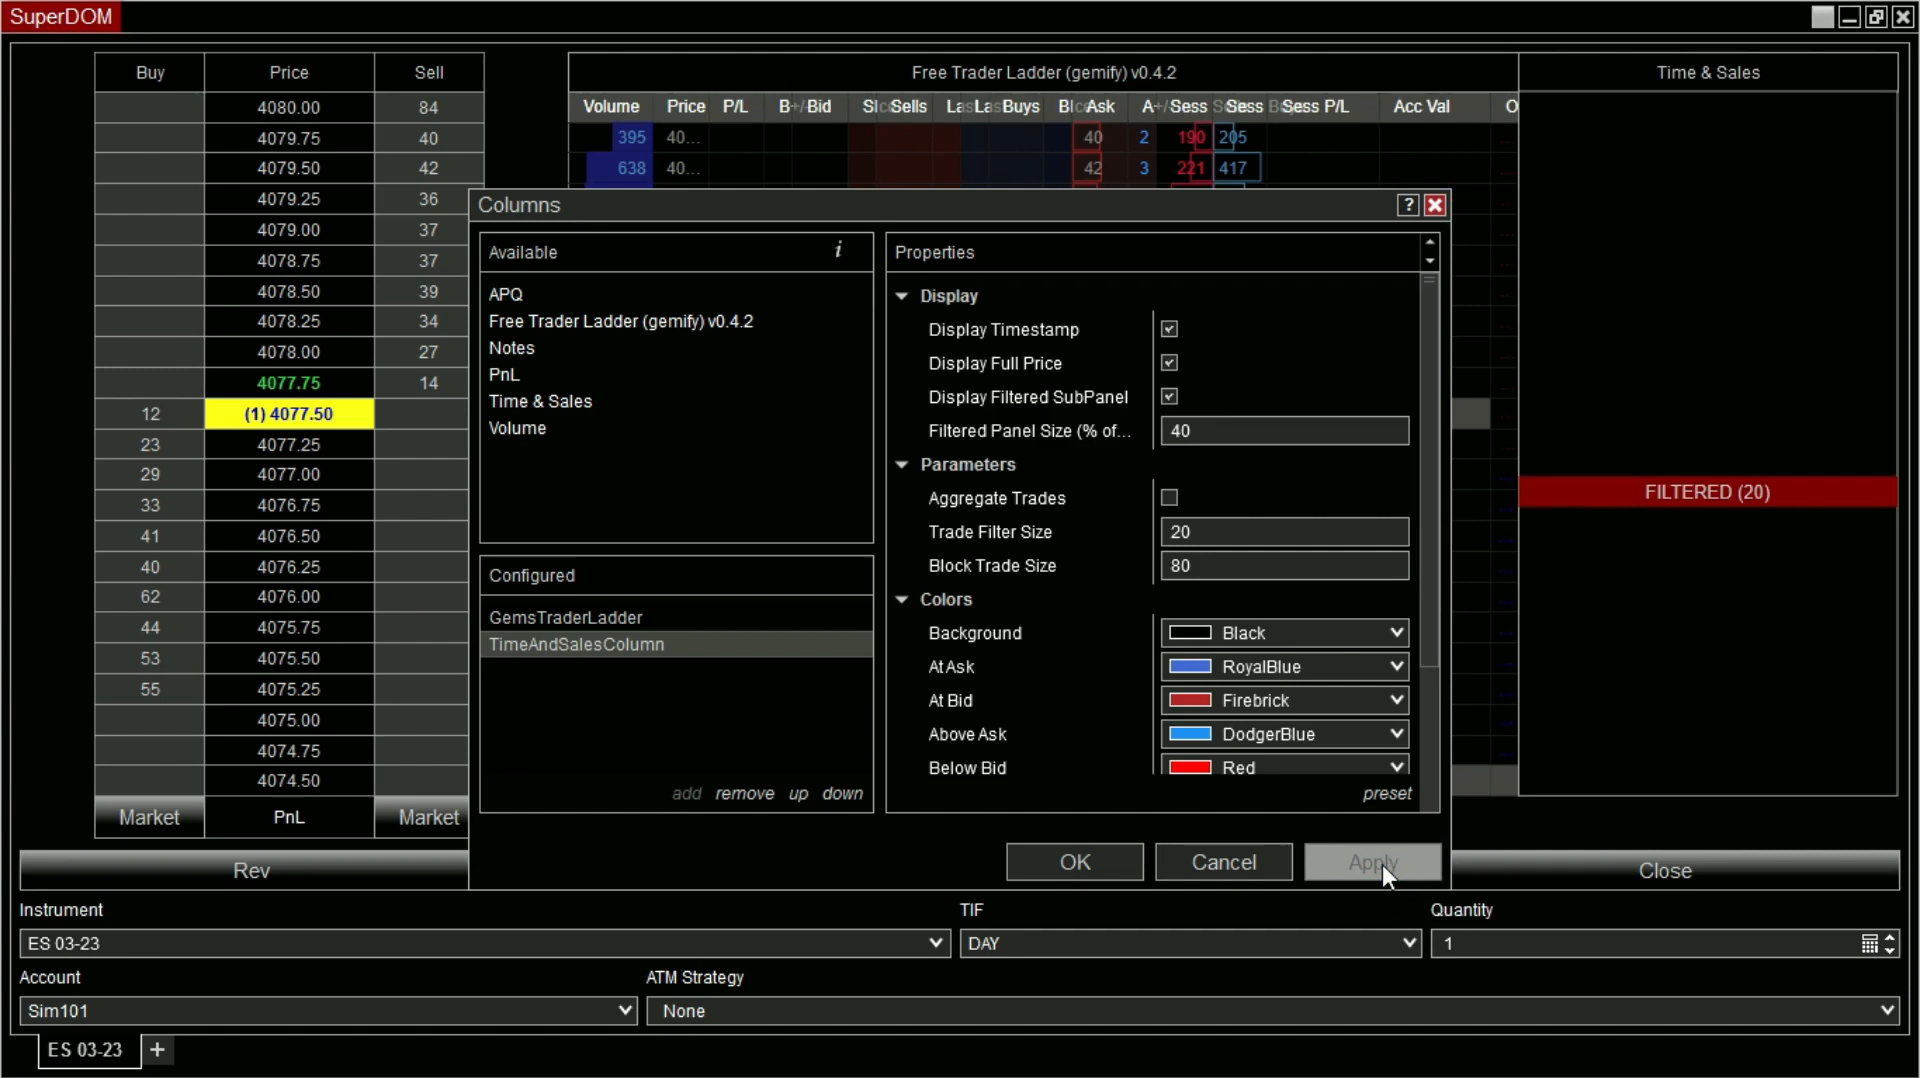 SuperDOM
Buy Price Sell
4080.00 84
4079.75 40
4079.50 42
4079.25 36
4079.00 37
4078.75 37
4078.50 39
4078.25 34
4078.00 27
4077.75 14
12 (1) 4077.50
23 4077.25
29 4077.00
33 4076.75
41 4076.50
40 4076.25
62 4076.00
44 4075.75
53 4075.50
55 4075.25
4075.00
4074.75
4074.50
Market PnL Market
Free Trader Ladder (gemify) v0.4.2
Volume Price P/L Bid Sells Buys Ask Sess Sess Sess P/L Acc Val
395 40... 40 2 190 205
638 40... 42 3 221 417
Time & Sales
FILTERED (20)
Columns ?
Available i
APQ
Free Trader Ladder (gemify) v0.4.2
Notes
PnL
Time & Sales
Volume
Configured
GemsTraderLadder
TimeAndSalesColumn
add remove up down
Properties
Display
Display Timestamp
Display Full Price
Display Filtered SubPanel
Filtered Panel Size (% of... 40
Parameters
Aggregate Trades
Trade Filter Size 20
Block Trade Size 80
Colors
Background Black
At Ask RoyalBlue
At Bid Firebrick
Above Ask DodgerBlue
Below Bid Red
preset
OK Cancel Apply
Rev Close
Instrument TIF Quantity
ES 03-23 DAY 1
Account ATM Strategy
Sim101 None
ES 03-23 +